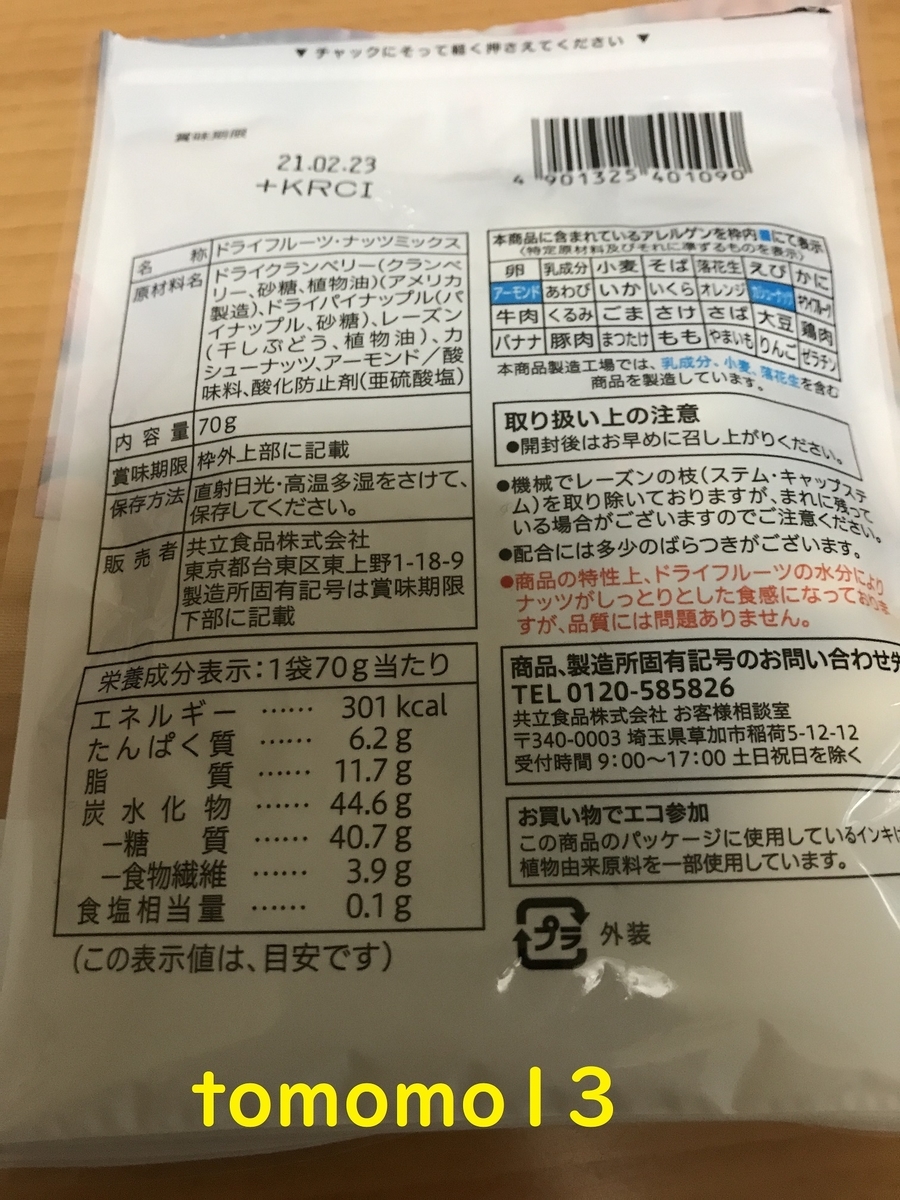 ▼ チャックにそって軽く押さえてください ▼
賞味期限
21.02.23
+KRCI
4 901325 401090
名称 ドライフルーツ・ナッツミックス
原材料名 ドライクランベリー(クランベ
リー、砂糖、植物油)(アメリカ
製造)、ドライパイナップル(パ
イナップル、砂糖)、レーズン
(干しぶどう、植物油)、カ
シューナッツ、アーモンド/酸
味料、酸化防止剤(亜硫酸塩)
内容量 70g
賞味期限 枠外上部に記載
保存方法 直射日光・高温多湿をさけて、
保存してください。
販売者 共立食品株式会社
東京都台東区東上野1-18-9
製造所固有記号は賞味期限
下部に記載
栄養成分表示:1袋70g当たり
エネルギー …… 301 kcal
たんぱく質 …… 6.2 g
脂質 …… 11.7 g
炭水化物 …… 44.6 g
ー糖質 …… 40.7 g
ー食物繊維 …… 3.9 g
食塩相当量 …… 0.1 g
(この表示値は、目安です)
本商品に含まれているアレルゲンを枠内■にて表示
(特定原材料及びそれに準ずるものを表示)
卵 乳成分 小麦 そば 落花生 えび かに
アーモンド あわび いか いくら オレンジ カシューナッツ キウイフルーツ
牛肉 くるみ ごま さけ さば 大豆 鶏肉
バナナ 豚肉 まつたけ もも やまいも りんご ゼラチン
本商品製造工場では、乳成分、小麦、落花生を含む
商品を製造しています。
取り扱い上の注意
●開封後はお早めに召し上がりください。
●機械でレーズンの枝(ステム・キャップステ
ム)を取り除いておりますが、まれに残って
いる場合がございますのでご注意ください。
●配合には多少のばらつきがございます。
●商品の特性上、ドライフルーツの水分により
ナッツがしっとりとした食感になっておりま
すが、品質には問題ありません。
商品、製造所固有記号のお問い合わせ先
TEL 0120-585826
共立食品株式会社 お客様相談室
〒340-0003 埼玉県草加市稲荷5-12-12
受付時間 9:00〜17:00 土日祝日を除く
お買い物でエコ参加
この商品のパッケージに使用しているインキは
植物由来原料を一部使用しています。
プラ 外装
tomomo13